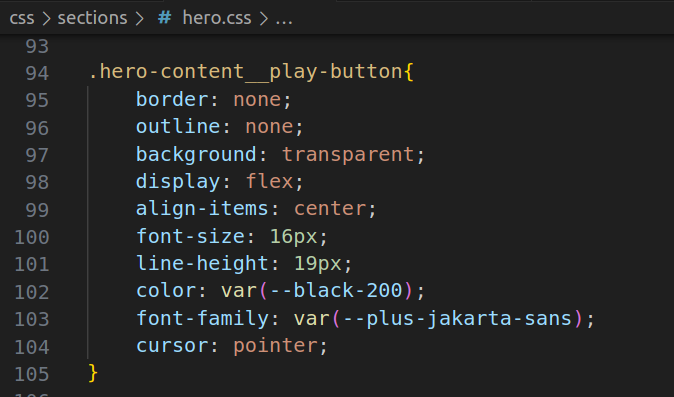 css > sections > # hero.css > ...
93
94 .hero-content__play-button{
95 border: none;
96 outline: none;
97 background: transparent;
98 display: flex;
99 align-items: center;
100 font-size: 16px;
101 line-height: 19px;
102 color: var(--black-200);
103 font-family: var(--plus-jakarta-sans);
104 cursor: pointer;
105 }